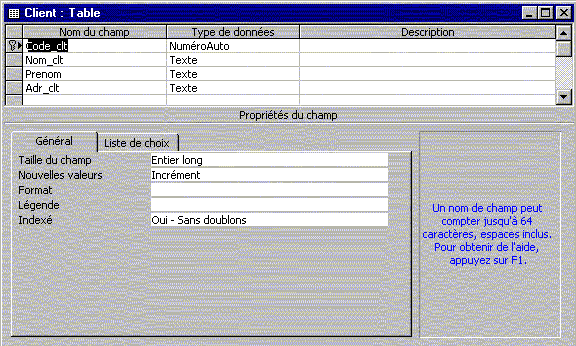 Client : Table
Nom du champ Type de données Description
Code_clt NuméroAuto
Nom_clt Texte
Prenom Texte
Adr_clt Texte
Propriétés du champ
Général Liste de choix
Taille du champ Entier long
Nouvelles valeurs Incrément
Format
Légende
Indexé Oui - Sans doublons
Un nom de champ peut
compter jusqu'à 64
caractères, espaces inclus.
Pour obtenir de l'aide,
appuyez sur F1.